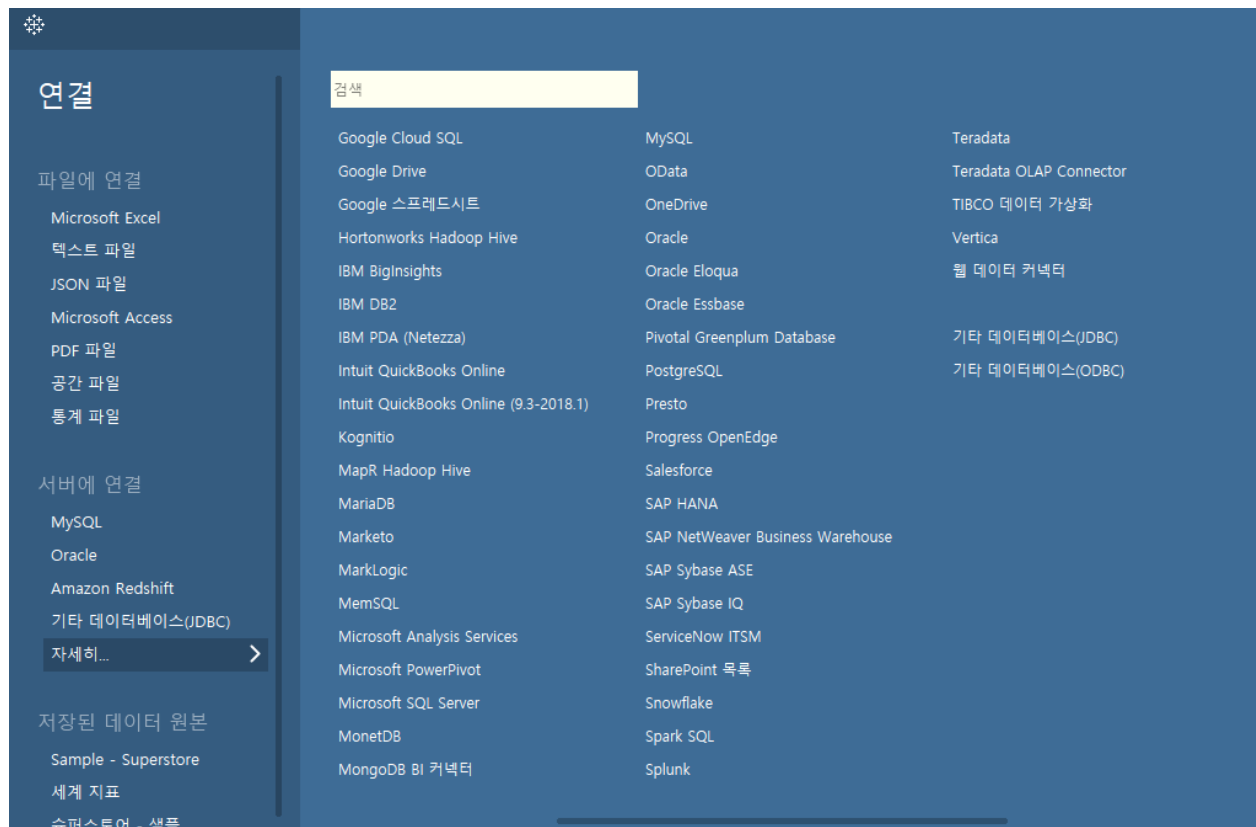 연결
파일에 연결
Microsoft Excel
텍스트 파일
JSON 파일
Microsoft Access
PDF 파일
공간 파일
통계 파일
서버에 연결
MySQL
Oracle
Amazon Redshift
기타 데이터베이스(JDBC)
자세히...
저장된 데이터 원본
Sample - Superstore
세계 지표
슈퍼스토어 - 샘플
검색
Google Cloud SQL
Google Drive
Google 스프레드시트
Hortonworks Hadoop Hive
IBM BigInsights
IBM DB2
IBM PDA (Netezza)
Intuit QuickBooks Online
Intuit QuickBooks Online (9.3-2018.1)
Kognitio
MapR Hadoop Hive
MariaDB
Marketo
MarkLogic
MemSQL
Microsoft Analysis Services
Microsoft PowerPivot
Microsoft SQL Server
MonetDB
MongoDB BI 커넥터
MySQL
OData
OneDrive
Oracle
Oracle Eloqua
Oracle Essbase
Pivotal Greenplum Database
PostgreSQL
Presto
Progress OpenEdge
Salesforce
SAP HANA
SAP NetWeaver Business Warehouse
SAP Sybase ASE
SAP Sybase IQ
ServiceNow ITSM
SharePoint 목록
Snowflake
Spark SQL
Splunk
Teradata
Teradata OLAP Connector
TIBCO 데이터 가상화
Vertica
웹 데이터 커넥터
기타 데이터베이스(JDBC)
기타 데이터베이스(ODBC)